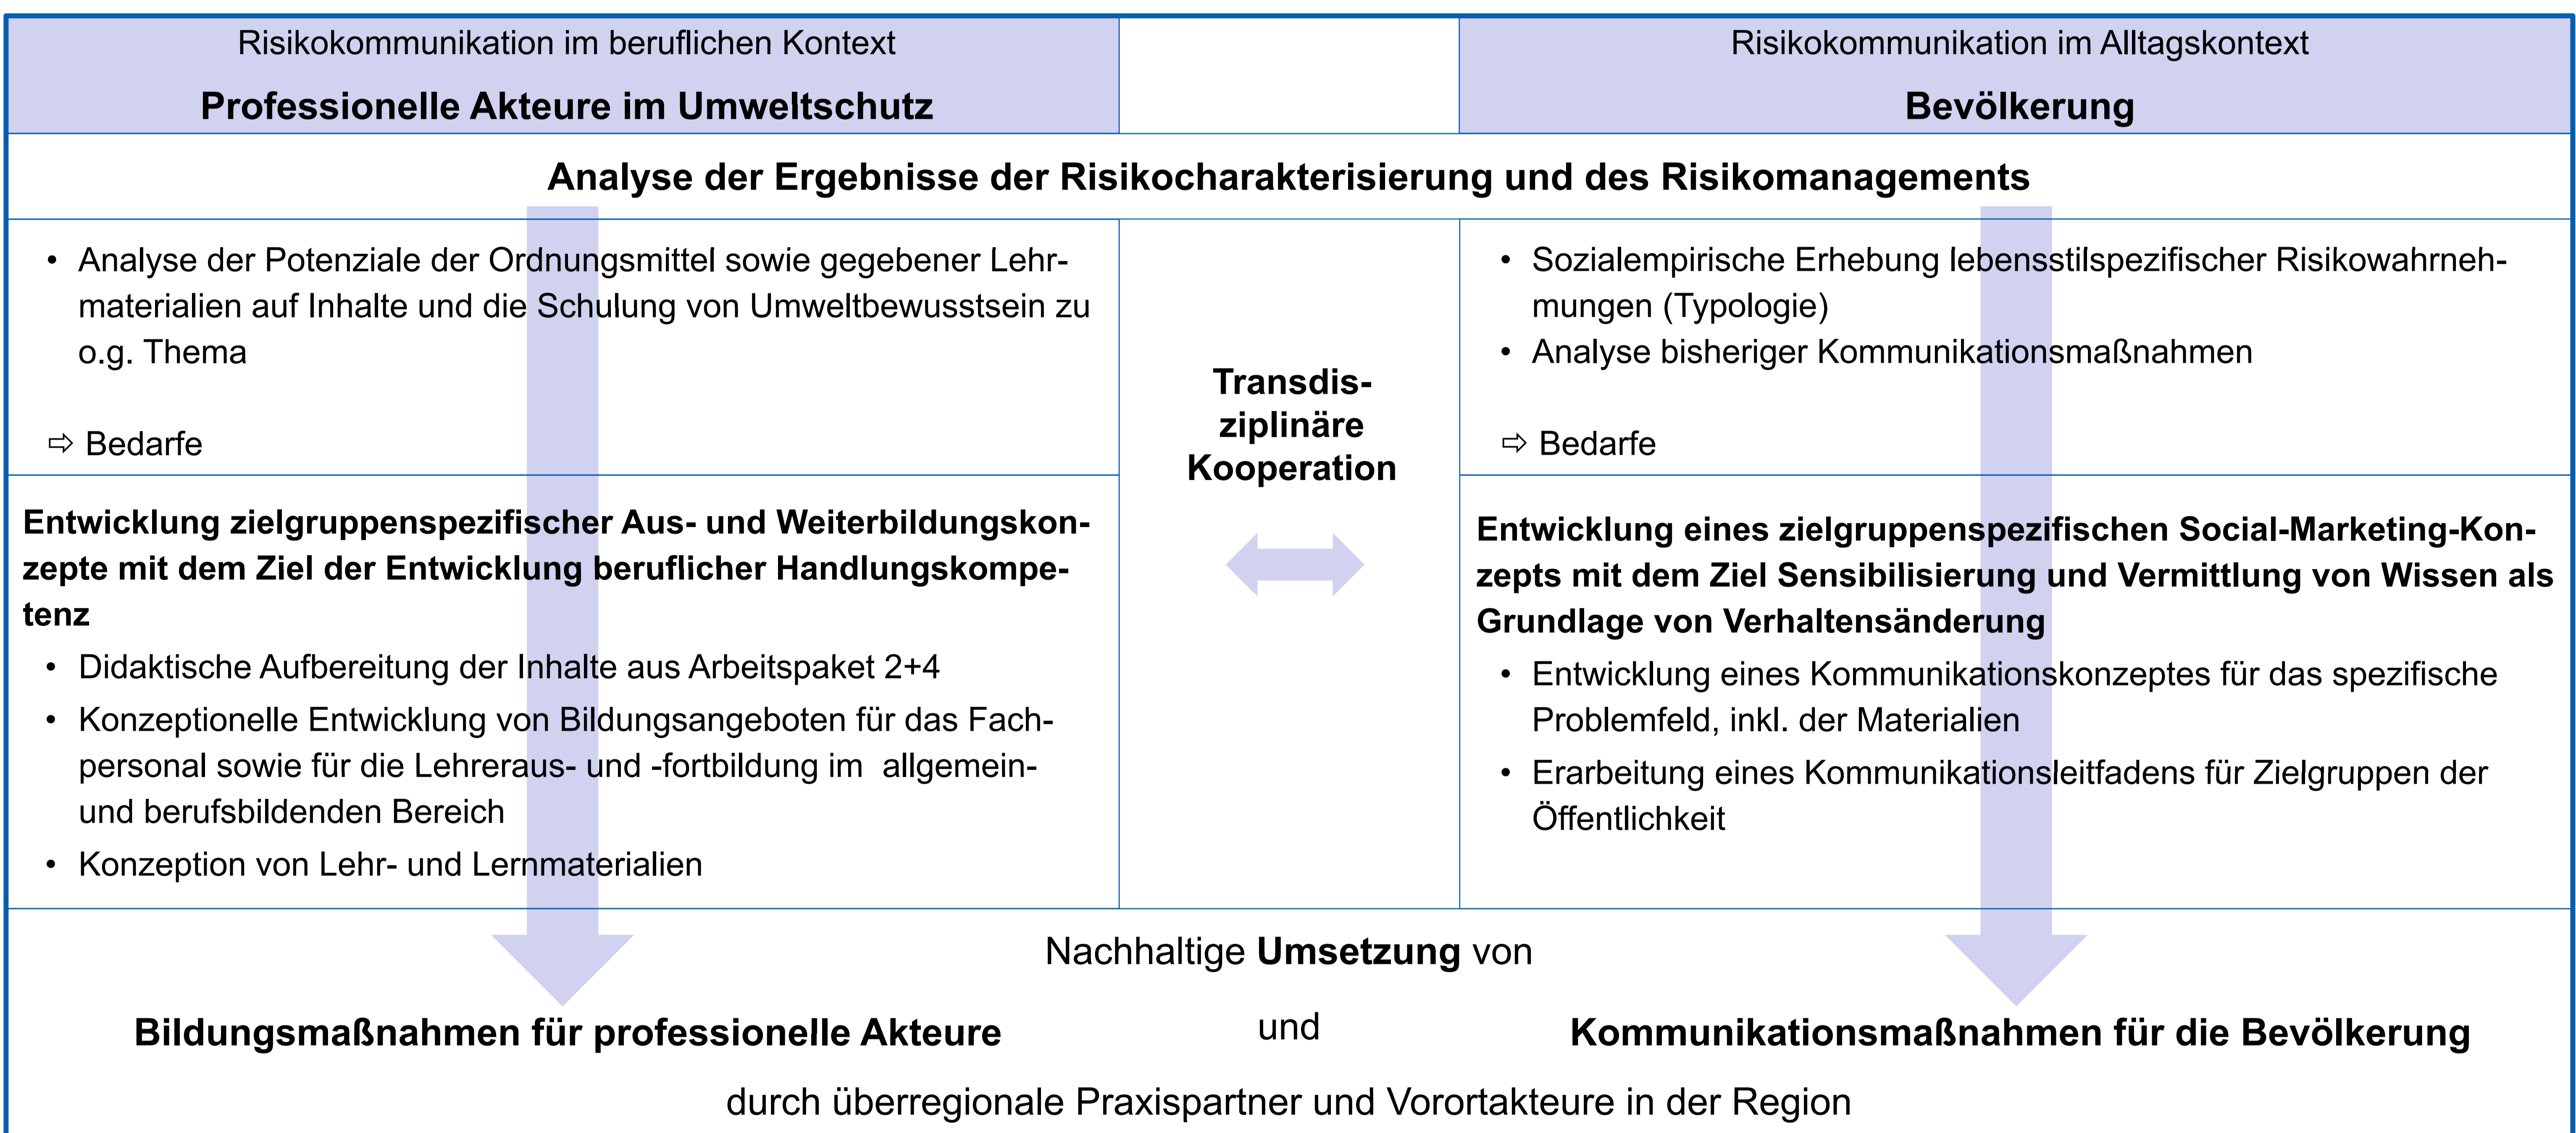 Risikokommunikation im beruflichen Kontext
Professionelle Akteure im Umweltschutz
Risikokommunikation im Alltagskontext
Bevölkerung
Analyse der Ergebnisse der Risikocharakterisierung und des Risikomanagements
• Analyse der Potenziale der Ordnungsmittel sowie gegebener Lehr-
materialien auf Inhalte und die Schulung von Umweltbewusstsein zu
o.g. Thema
⇨ Bedarfe
Transdis-
ziplinäre
Kooperation
• Sozialempirische Erhebung lebensstilspezifischer Risikowahrneh-
mungen (Typologie)
• Analyse bisheriger Kommunikationsmaßnahmen
⇨ Bedarfe
Entwicklung zielgruppenspezifischer Aus- und Weiterbildungskon-
zepte mit dem Ziel der Entwicklung beruflicher Handlungskompe-
tenz
• Didaktische Aufbereitung der Inhalte aus Arbeitspaket 2+4
• Konzeptionelle Entwicklung von Bildungsangeboten für das Fach-
personal sowie für die Lehreraus- und -fortbildung im allgemein-
und berufsbildenden Bereich
• Konzeption von Lehr- und Lernmaterialien
Entwicklung eines zielgruppenspezifischen Social-Marketing-Kon-
zepts mit dem Ziel Sensibilisierung und Vermittlung von Wissen als
Grundlage von Verhaltensänderung
• Entwicklung eines Kommunikationskonzeptes für das spezifische
Problemfeld, inkl. der Materialien
• Erarbeitung eines Kommunikationsleitfadens für Zielgruppen der
Öffentlichkeit
Nachhaltige Umsetzung von
Bildungsmaßnahmen für professionelle Akteure
und
Kommunikationsmaßnahmen für die Bevölkerung
durch überregionale Praxispartner und Vorortakteure in der Region